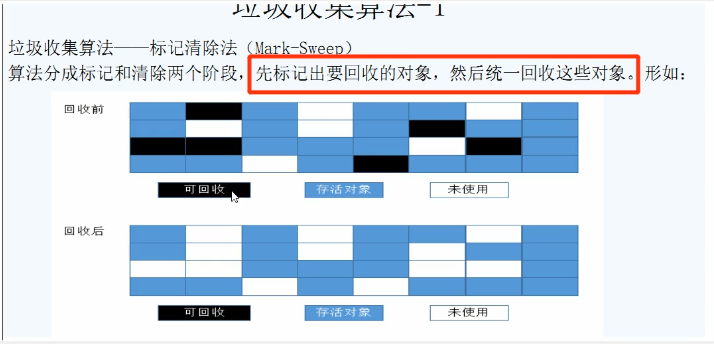 垃圾收集算法-1
垃圾收集算法——标记清除法（Mark-Sweep）
算法分成标记和清除两个阶段，先标记出要回收的对象，然后统一回收这些对象。形如：
回收前
可回收 存活对象 未使用
回收后
可回收 存活对象 未使用